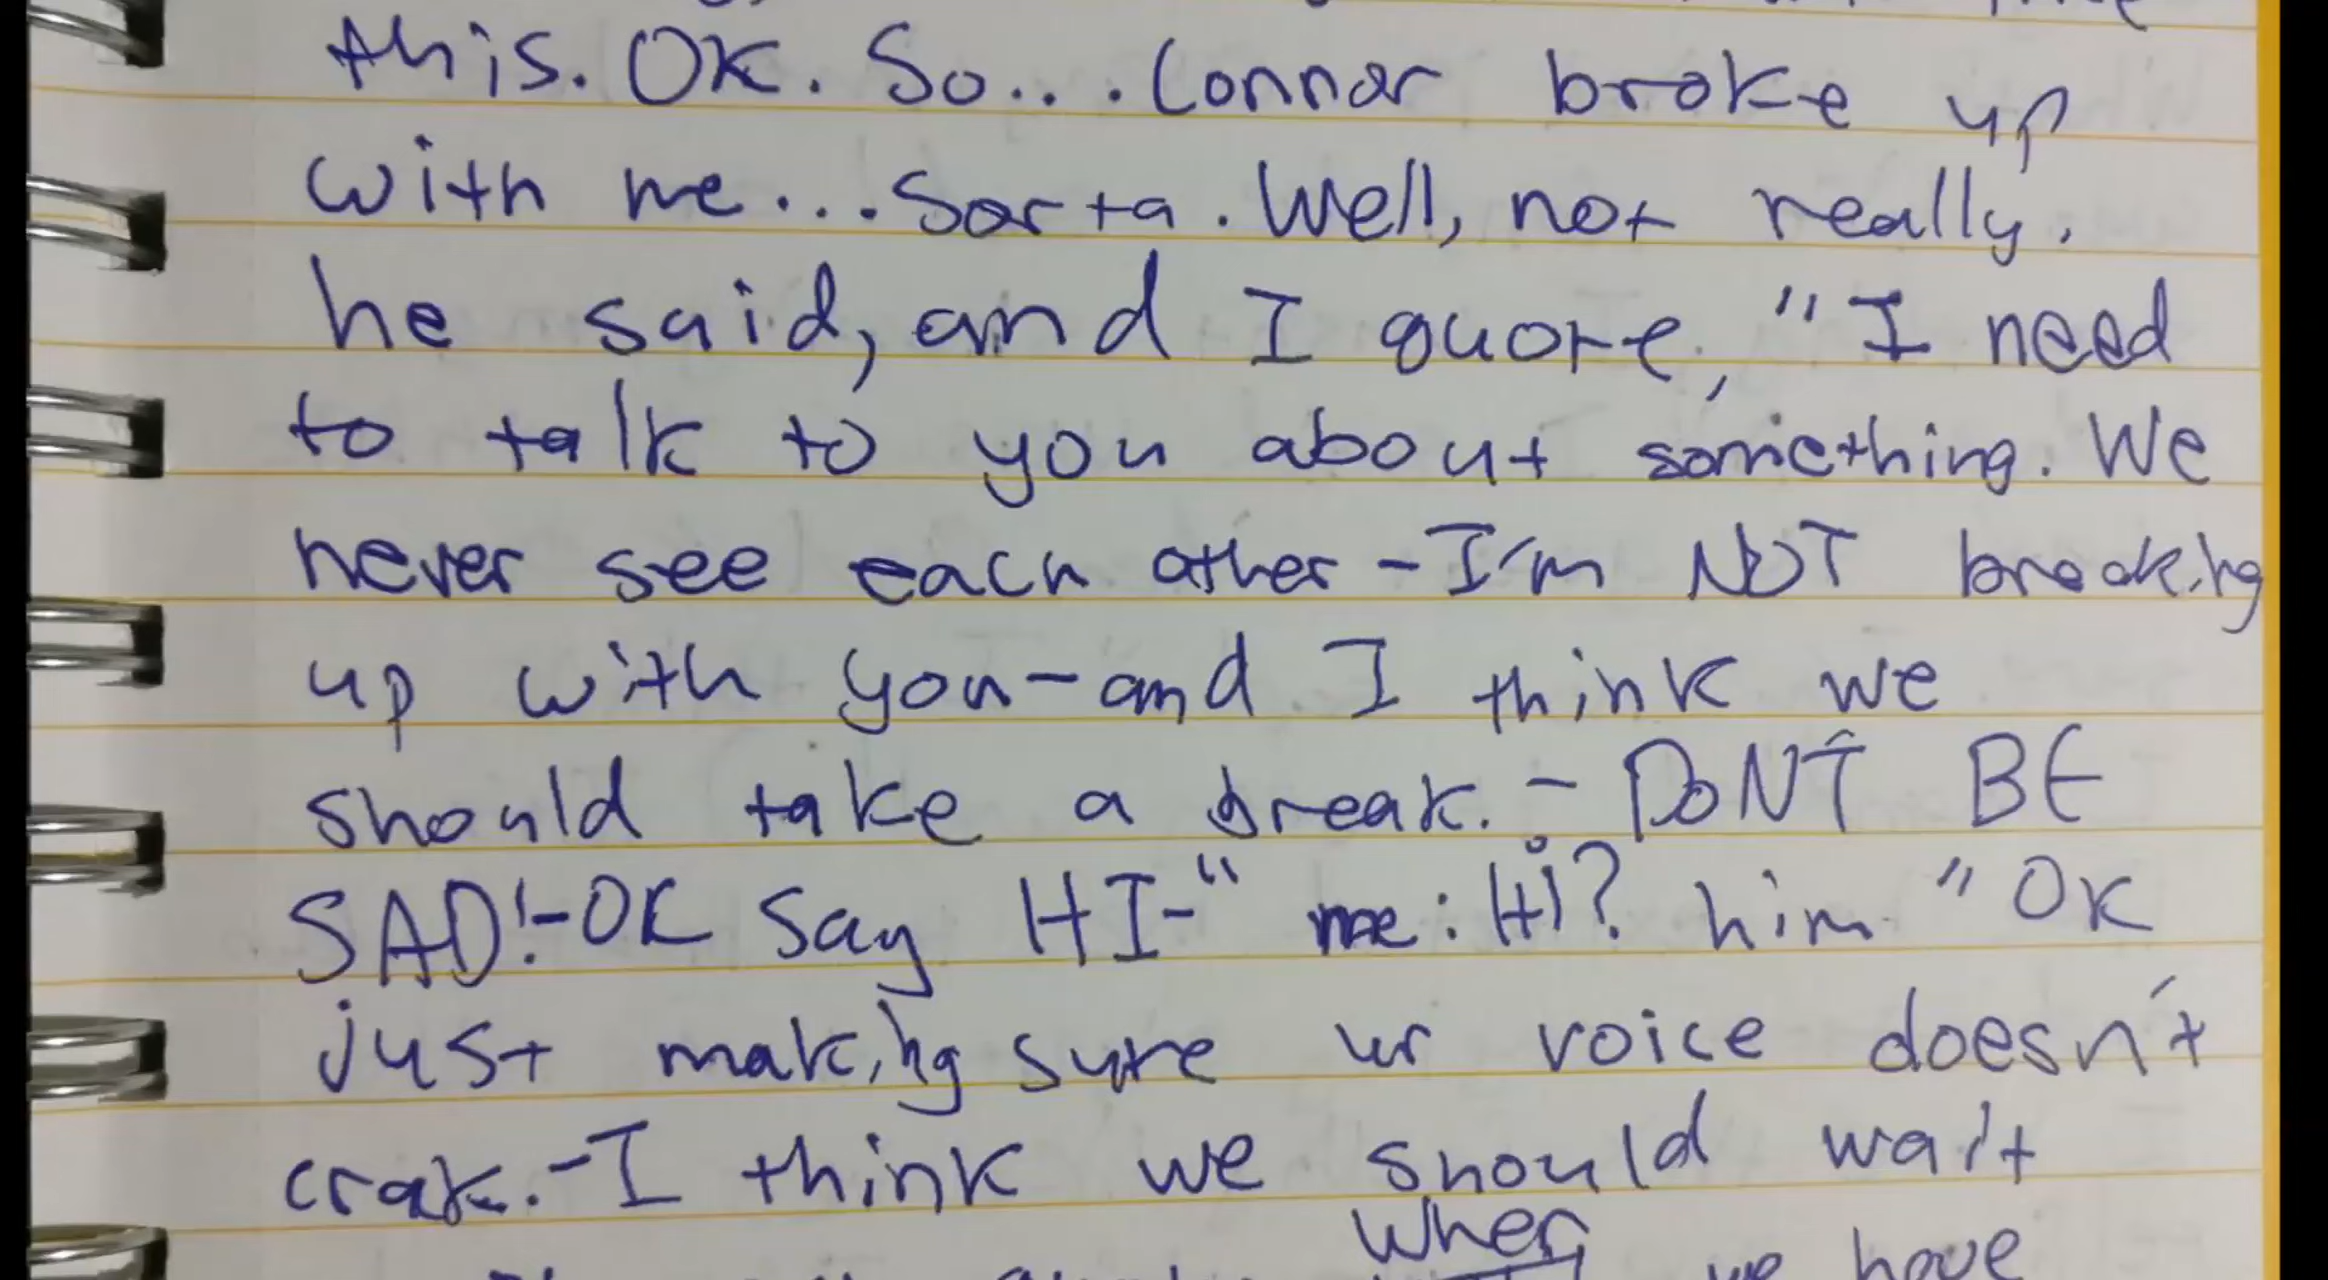 this. OK. So... Connor broke up
with me... Sorta. Well, not really.
he said, and I quote, "I need
to talk to you about something. We
never see each other - I'm NOT breaking
up with you - and I think we
should take a break. - DON'T BE
SAD! - OK say HI-" me: Hi? him "OK
just making sure ur voice doesn't
crak. - I think we should wait
when we have